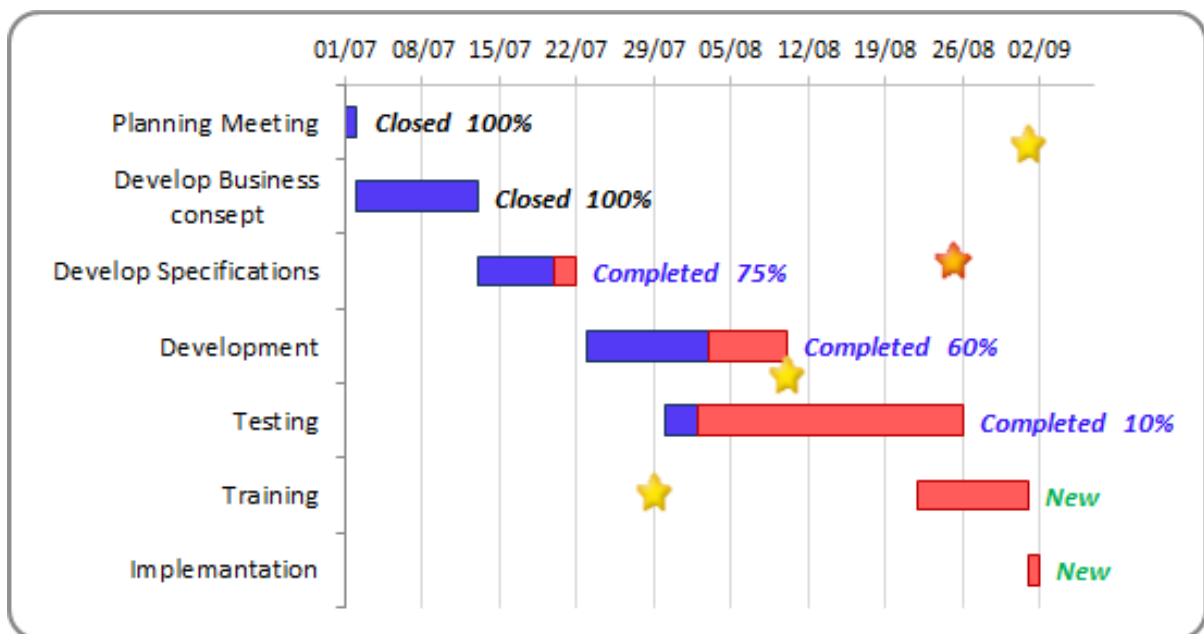 01/07 08/07 15/07 22/07 29/07 05/08 12/08 19/08 26/08 02/09
Planning Meeting Closed 100%
Develop Business
consept
Closed 100%
Develop Specifications Completed 75%
Development Completed 60%
Testing Completed 10%
Training New
Implemantation New